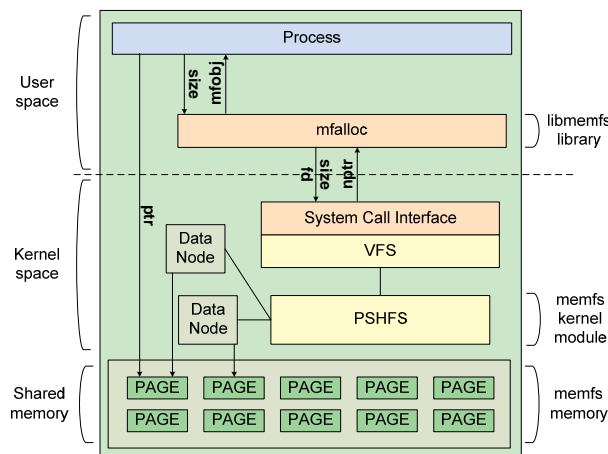 Process
User
space
size
mfobj
mfalloc
libmemfs
library
size
fd
nptr
ptr
System Call Interface
Data
Node
VFS
Kernel
space
Data
Node
PSHFS
memfs
kernel
module
Shared
memory
PAGE PAGE PAGE PAGE PAGE
PAGE PAGE PAGE PAGE PAGE
memfs
memory